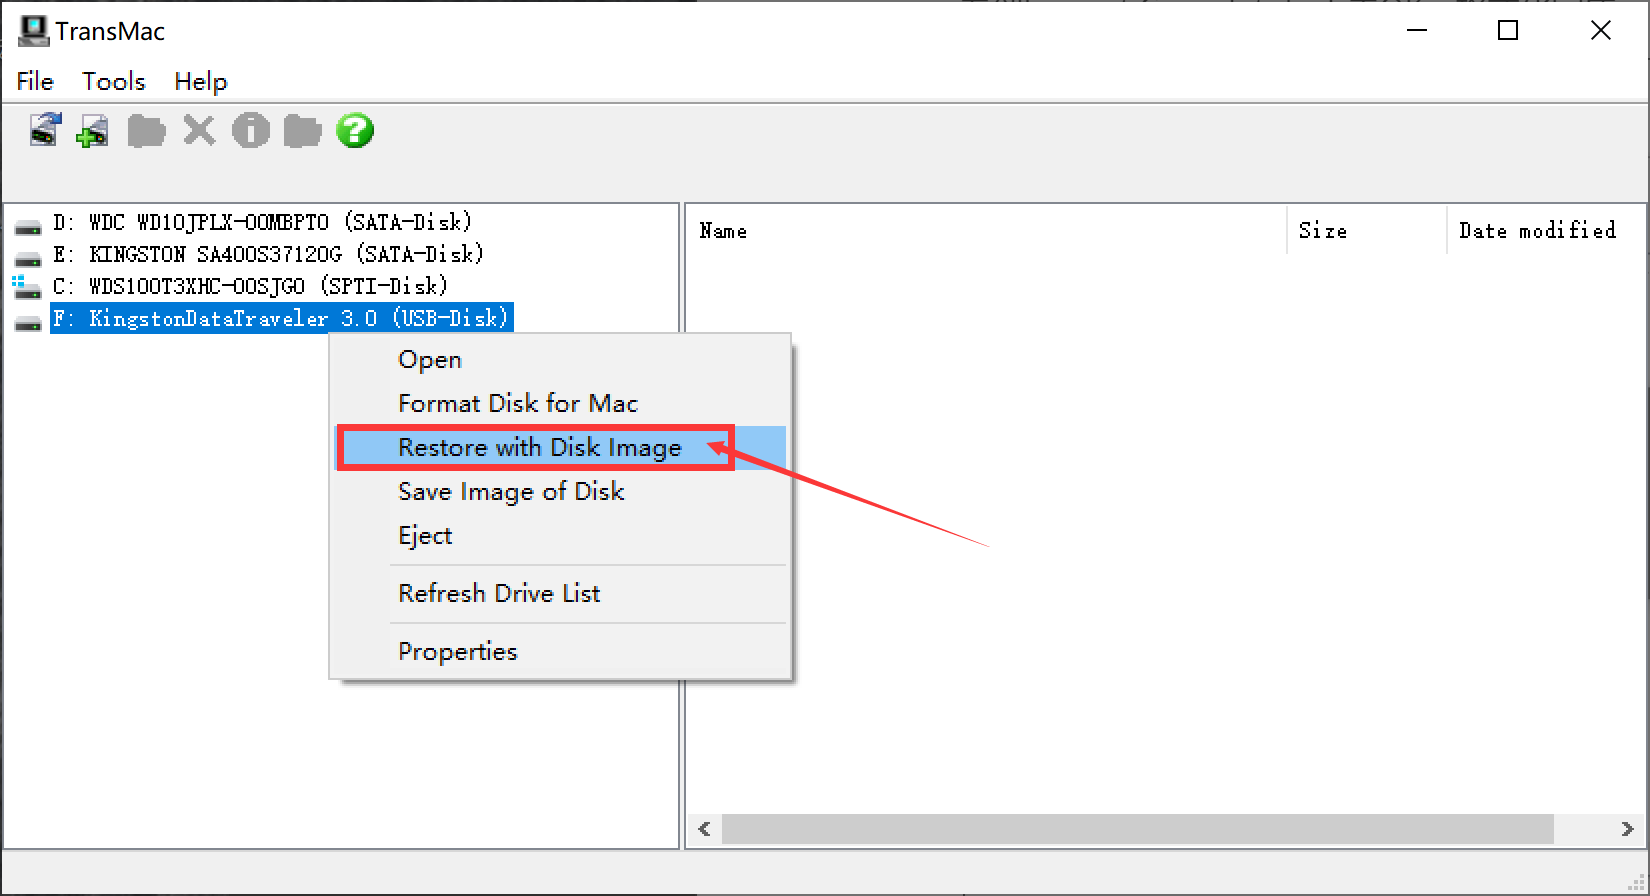 TransMac
File Tools Help
D: WDC WD10JPLX-00MBPT0 (SATA-Disk)
E: KINGSTON SA400S37120G (SATA-Disk)
C: WDS100T3XHC-00SJG0 (SPTI-Disk)
F: KingstonDataTraveler 3.0 (USB-Disk)
Name Size Date modified
Open
Format Disk for Mac
Restore with Disk Image
Save Image of Disk
Eject
Refresh Drive List
Properties